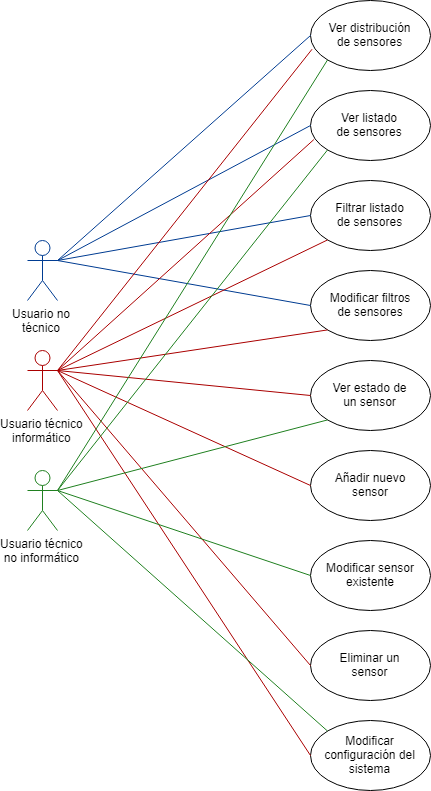 Ver distribución
de sensores
Ver listado
de sensores
Filtrar listado
de sensores
Usuario no
técnico
Modificar filtros
de sensores
Usuario técnico
informático
Ver estado de
un sensor
Añadir nuevo
sensor
Usuario técnico
no informático
Modificar sensor
existente
Eliminar un
sensor
Modificar
configuración del
sistema